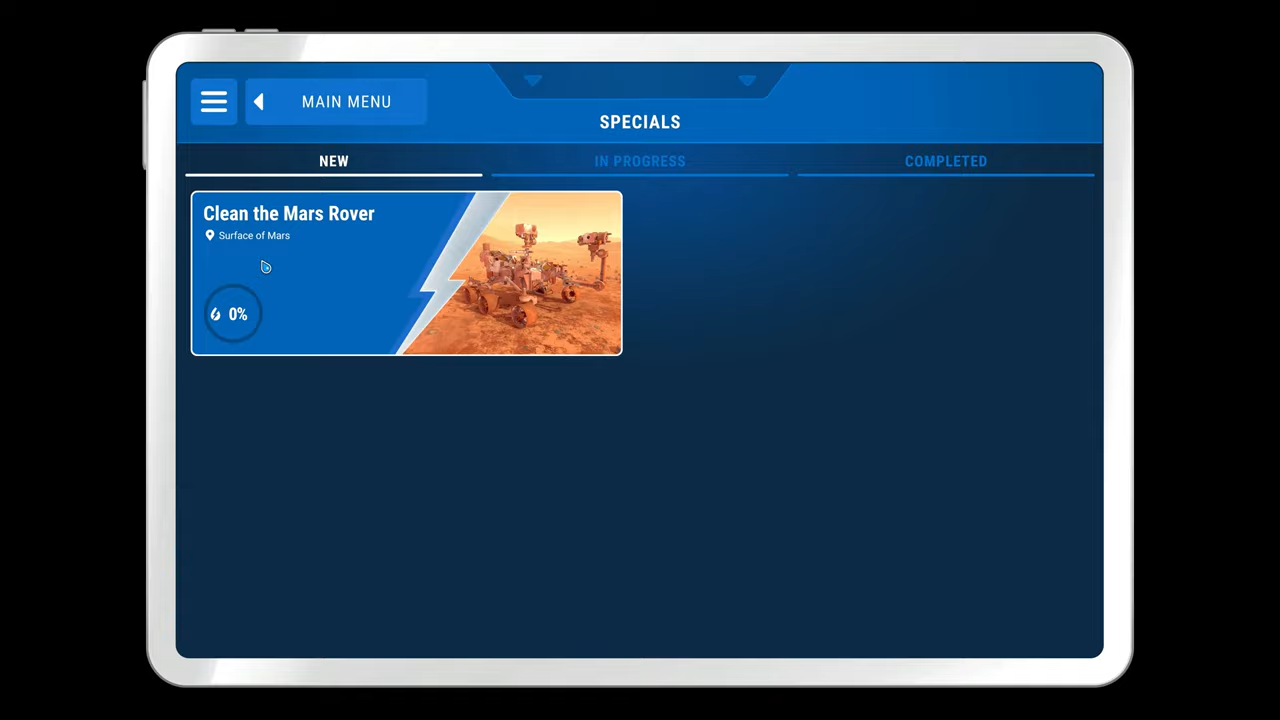 MAIN MENU
SPECIALS
NEW
IN PROGRESS
COMPLETED
Clean the Mars Rover
Surface of Mars
0%